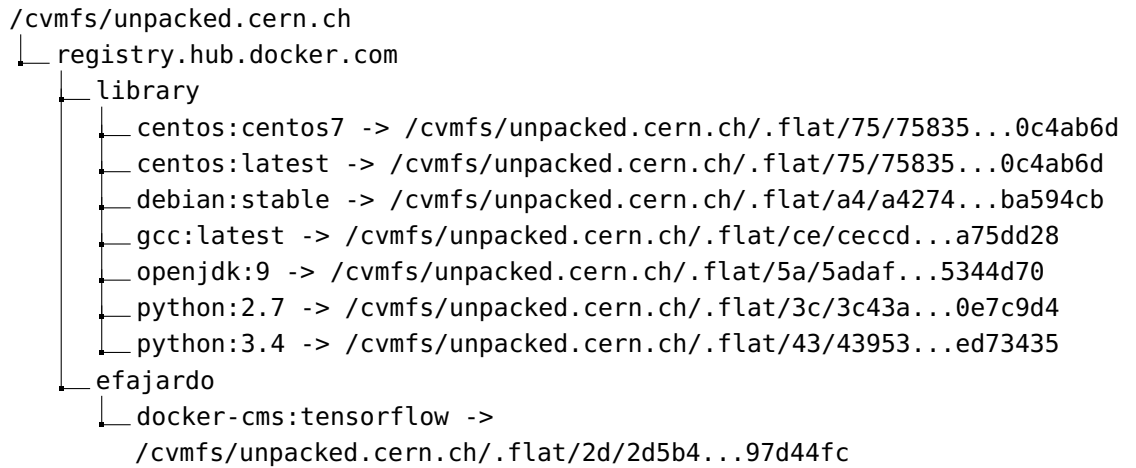 /cvmfs/unpacked.cern.ch
registry.hub.docker.com
library
centos:centos7 -> /cvmfs/unpacked.cern.ch/.flat/75/75835...0c4ab6d
centos:latest -> /cvmfs/unpacked.cern.ch/.flat/75/75835...0c4ab6d
debian:stable -> /cvmfs/unpacked.cern.ch/.flat/a4/a4274...ba594cb
gcc:latest -> /cvmfs/unpacked.cern.ch/.flat/ce/ceccd...a75dd28
openjdk:9 -> /cvmfs/unpacked.cern.ch/.flat/5a/5adaf...5344d70
python:2.7 -> /cvmfs/unpacked.cern.ch/.flat/3c/3c43a...0e7c9d4
python:3.4 -> /cvmfs/unpacked.cern.ch/.flat/43/43953...ed73435
efajardo
docker-cms:tensorflow ->
/cvmfs/unpacked.cern.ch/.flat/2d/2d5b4...97d44fc